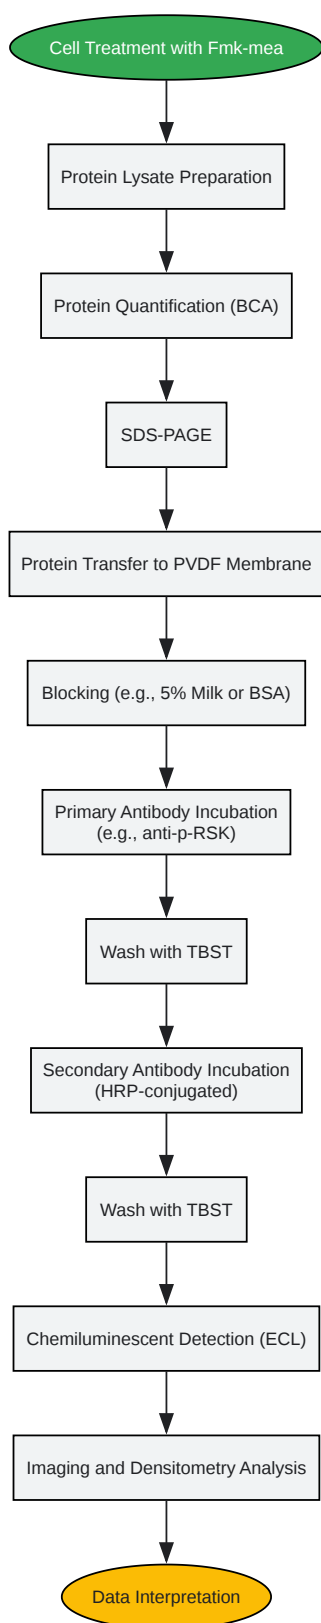 Cell Treatment with Fmk-mea
Protein Lysate Preparation
Protein Quantification (BCA)
SDS-PAGE
Protein Transfer to PVDF Membrane
Blocking (e.g., 5% Milk or BSA)
Primary Antibody Incubation
(e.g., anti-p-RSK)
Wash with TBST
Secondary Antibody Incubation
(HRP-conjugated)
Wash with TBST
Chemiluminescent Detection (ECL)
Imaging and Densitometry Analysis
Data Interpretation